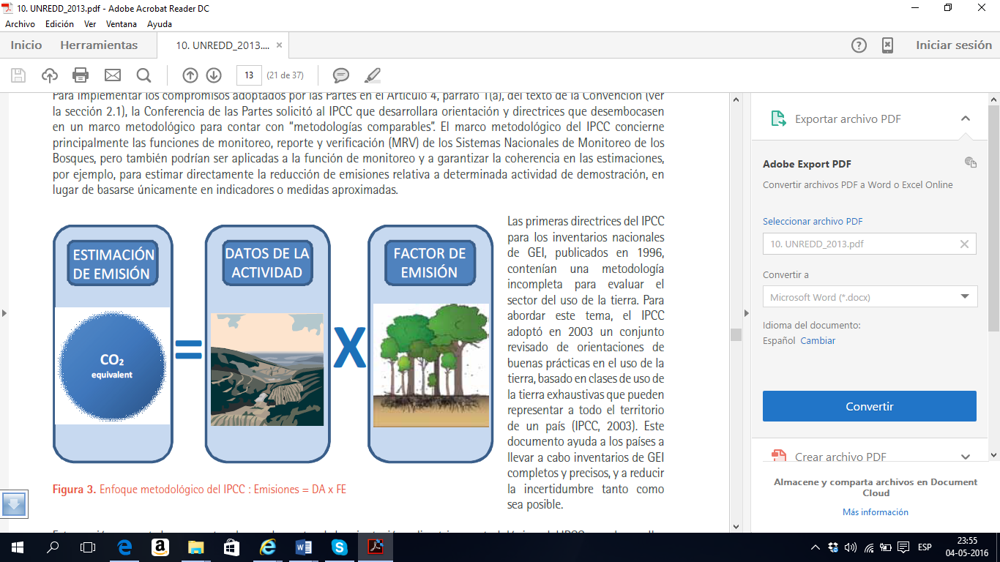 10. UNREDD_2013.pdf - Adobe Acrobat Reader DC
Archivo Edición Ver Ventana Ayuda
Inicio Herramientas 10. UNREDD_2013.... × Iniciar sesión
13 (21 de 37)
Para implementar los compromisos adoptados por las Partes en el Artículo 4, párrafo 1(a), del texto de la Convención (ver
la sección 2.1), la Conferencia de las Partes solicitó al IPCC que desarrollara orientación y directrices que desembocasen
en un marco metodológico para contar con “metodologías comparables”. El marco metodológico del IPCC concierne
principalmente las funciones de monitoreo, reporte y verificación (MRV) de los Sistemas Nacionales de Monitoreo de los
Bosques, pero también podrían ser aplicadas a la función de monitoreo y a garantizar la coherencia en las estimaciones,
por ejemplo, para estimar directamente la reducción de emisiones relativa a determinada actividad de demostración, en
lugar de basarse únicamente en indicadores o medidas aproximadas.
ESTIMACIÓN
DE EMISIÓN
CO₂
equivalent
=
DATOS DE LA
ACTIVIDAD
X
FACTOR DE
EMISIÓN
Figura 3. Enfoque metodológico del IPCC : Emisiones = DA x FE
Las primeras directrices del IPCC
para los inventarios nacionales
de GEI, publicados en 1996,
contenían una metodología
incompleta para evaluar el
sector del uso de la tierra. Para
abordar este tema, el IPCC
adoptó en 2003 un conjunto
revisado de orientaciones de
buenas prácticas en el uso de la
tierra, basado en clases de uso de
la tierra exhaustivas que pueden
representar a todo el territorio
de un país (IPCC, 2003). Este
documento ayuda a los países a
llevar a cabo inventarios de GEI
completos y precisos, y a reducir
la incertidumbre tanto como
sea posible.
Exportar archivo PDF
Adobe Export PDF
Convertir archivos PDF a Word o Excel Online
Seleccionar archivo PDF
10. UNREDD_2013.pdf
Convertir a
Microsoft Word (*.docx)
Idioma del documento:
Español Cambiar
Convertir
Crear archivo PDF
Almacene y comparta archivos en Document
Cloud
Más información
ESP
23:55
04-05-2016